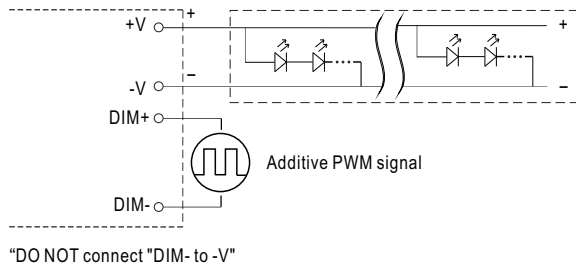 +V
+
+
-V
−
−
DIM+
Additive PWM signal
DIM-
“DO NOT connect "DIM- to -V"